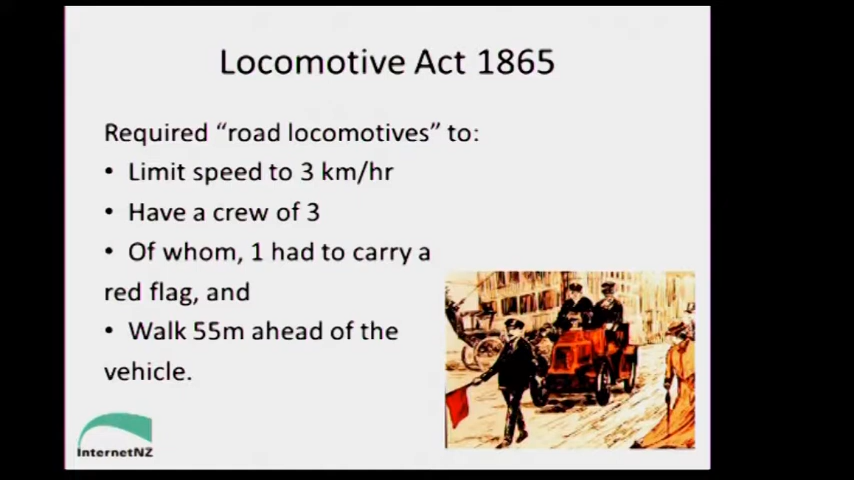 Locomotive Act 1865
Required “road locomotives” to:
• Limit speed to 3 km/hr
• Have a crew of 3
• Of whom, 1 had to carry a
red flag, and
• Walk 55m ahead of the
vehicle.
InternetNZ